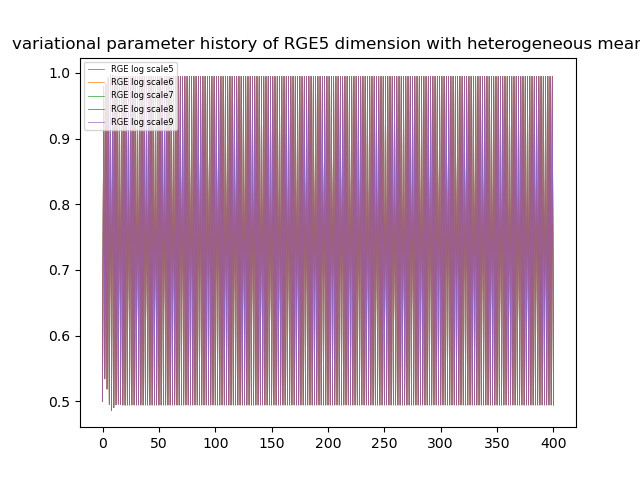 variational parameter history of RGE5 dimension with heterogeneous mean
RGE log scale5
RGE log scale6
RGE log scale7
RGE log scale8
RGE log scale9
1.0
0.9
0.8
0.7
0.6
0.5
0 50 100 150 200 250 300 350 400